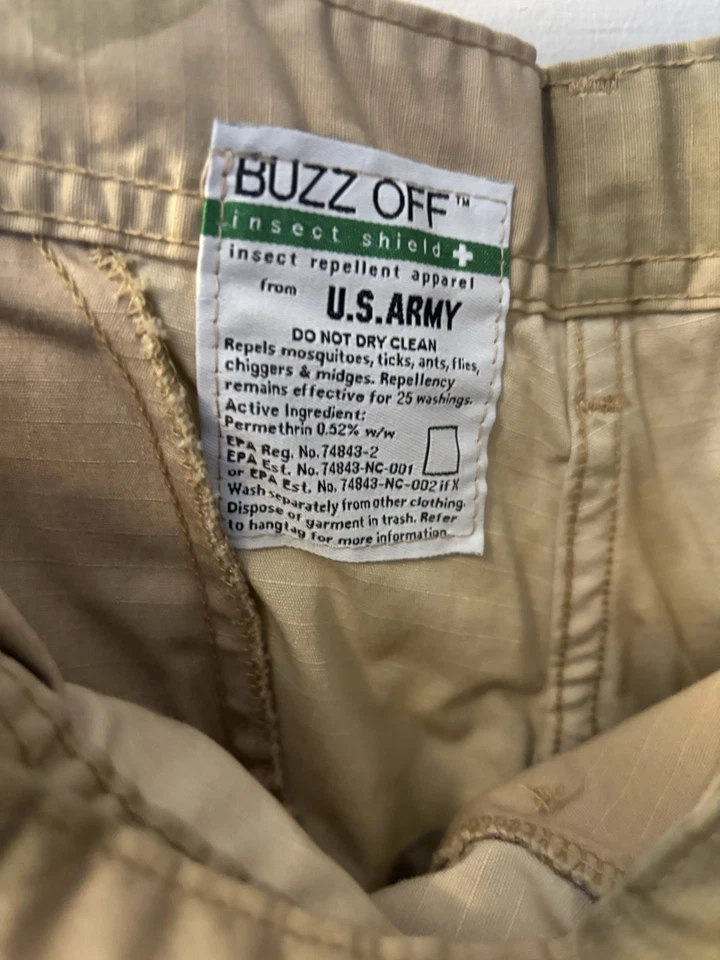 BUZZ OFF™
insect shield +
insect repellent apparel
from U.S.ARMY
DO NOT DRY CLEAN
Repels mosquitoes, ticks, ants, flies,
chiggers & midges. Repellency
remains effective for 25 washings.
Active Ingredient:
Permethrin 0.52% w/w
EPA Reg. No. 74843-2
EPA Est. No. 74843-NC-001
or EPA Est. No. 74843-NC-002 if X
Wash separately from other clothing.
Dispose of garment in trash. Refer
to hangtag for more information.